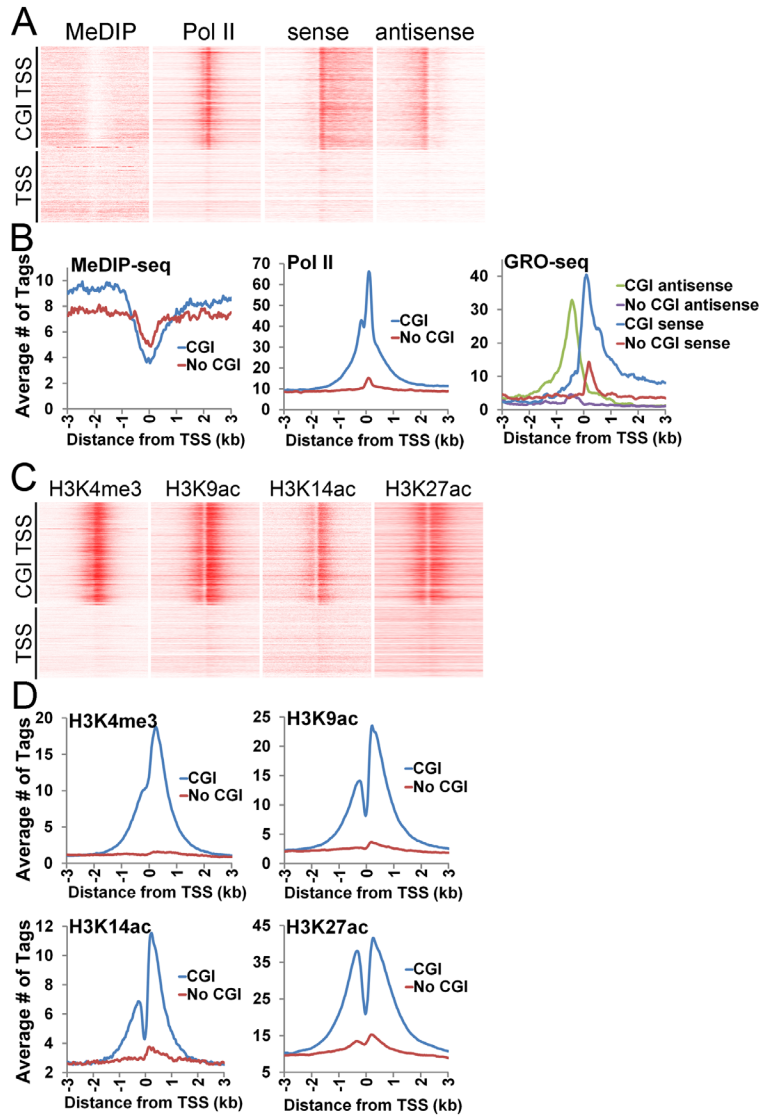 A
MeDIP Pol II sense antisense
CGI TSS
TSS
B
MeDIP-seq
Average # of Tags
10
8
6
4
2
0
-3 -2 -1 0 1 2 3
Distance from TSS (kb)
CGI
No CGI
Pol II
70
60
50
40
30
20
10
0
-3 -2 -1 0 1 2 3
Distance from TSS (kb)
CGI
No CGI
GRO-seq
40
30
20
10
0
-3 -2 -1 0 1 2 3
Distance from TSS (kb)
CGI antisense
No CGI antisense
CGI sense
No CGI sense
C
H3K4me3 H3K9ac H3K14ac H3K27ac
CGI TSS
TSS
D
H3K4me3
Average # of Tags
20
15
10
5
0
-3 -2 -1 0 1 2 3
Distance from TSS (kb)
CGI
No CGI
H3K9ac
25
20
15
10
5
0
-3 -2 -1 0 1 2 3
Distance from TSS (kb)
CGI
No CGI
H3K14ac
Average # of Tags
12
10
8
6
4
2
-3 -2 -1 0 1 2 3
Distance from TSS (kb)
CGI
No CGI
H3K27ac
45
35
25
15
5
-3 -2 -1 0 1 2 3
Distance from TSS (kb)
CGI
No CGI